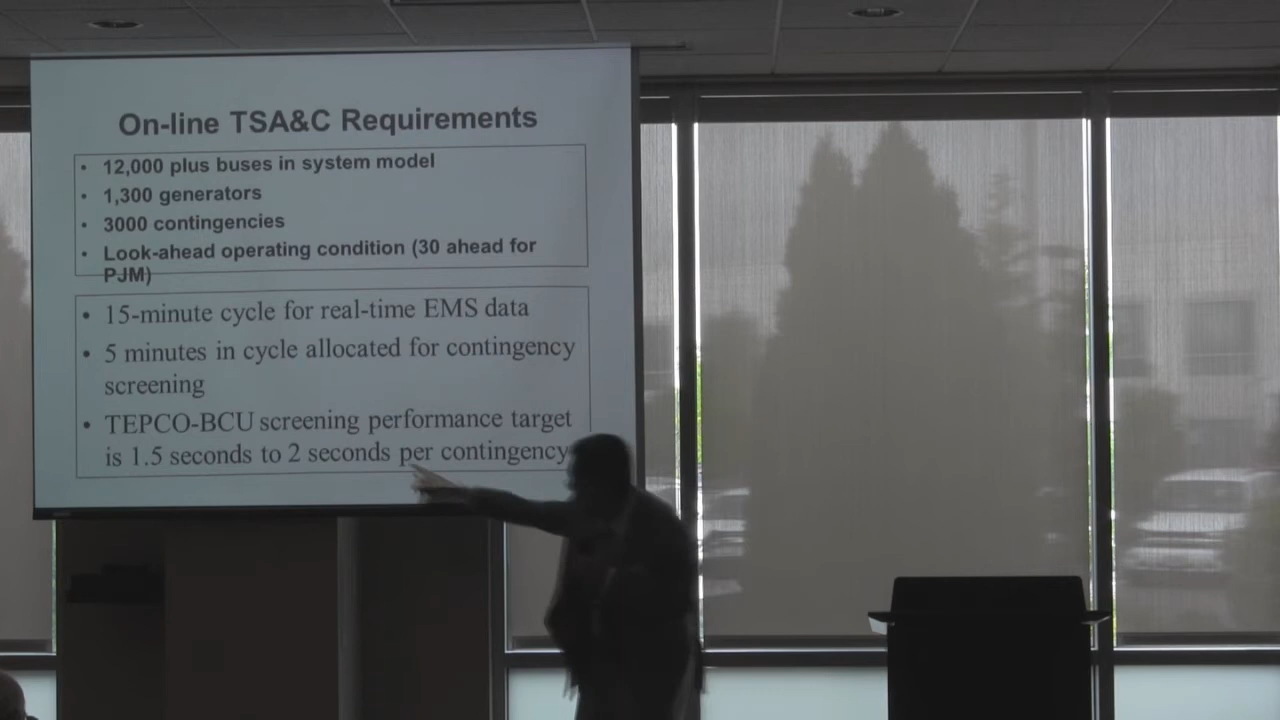 On-line TSA&C Requirements
• 12,000 plus buses in system model
• 1,300 generators
• 3000 contingencies
• Look-ahead operating condition (30 ahead for
PJM)
• 15-minute cycle for real-time EMS data
• 5 minutes in cycle allocated for contingency
screening
• TEPCO-BCU screening performance target
is 1.5 seconds to 2 seconds per contingency